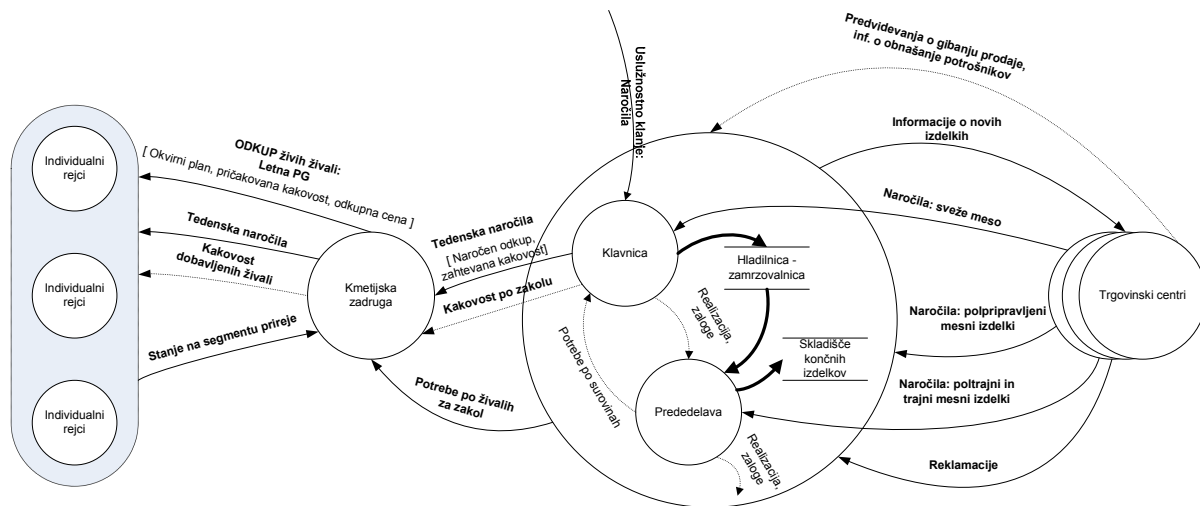 Individualni
rejci
Individualni
rejci
Individualni
rejci
ODKUP živih živali:
Letna PG
[ Okvirni plan, pričakovana kakovost, odkupna cena ]
Tedenska naročila
Kakovost
dobavljenih živali
Stanje na segmentu prireje
Kmetijska
zadruga
Tedenska naročila
[ Naročen odkup,
zahtevana kakovost]
Kakovost po zakolu
Potrebe po živalih
za zakol
Uslužnostno klanje:
Naročila
Klavnica
Hladilnica -
zamrzovalnica
Realizacija,
zaloge
Potrebe po surovinah
Skladišče
končnih
izdelkov
Prededelava
Realizacija,
zaloge
Predvidevanja o gibanju prodaje,
inf. o obnašanje potrošnikov
Informacije o novih
izdelkih
Naročila: sveže meso
Naročila: polpripravljeni
mesni izdelki
Naročila: poltrajni in
trajni mesni izdelki
Reklamacije
Trgovinski centri